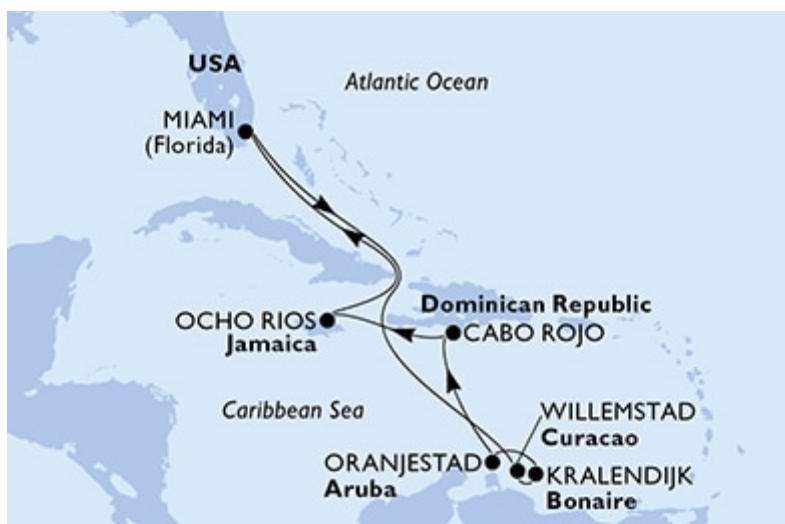 USA
Atlantic Ocean
MIAMI
(Florida)
Dominican Republic
OCHO RIOS
Jamaica
CABO ROJO
Caribbean Sea
WILLEMSTAD
Curacao
ORANJESTAD
Aruba
KRALENDIJK
Bonaire